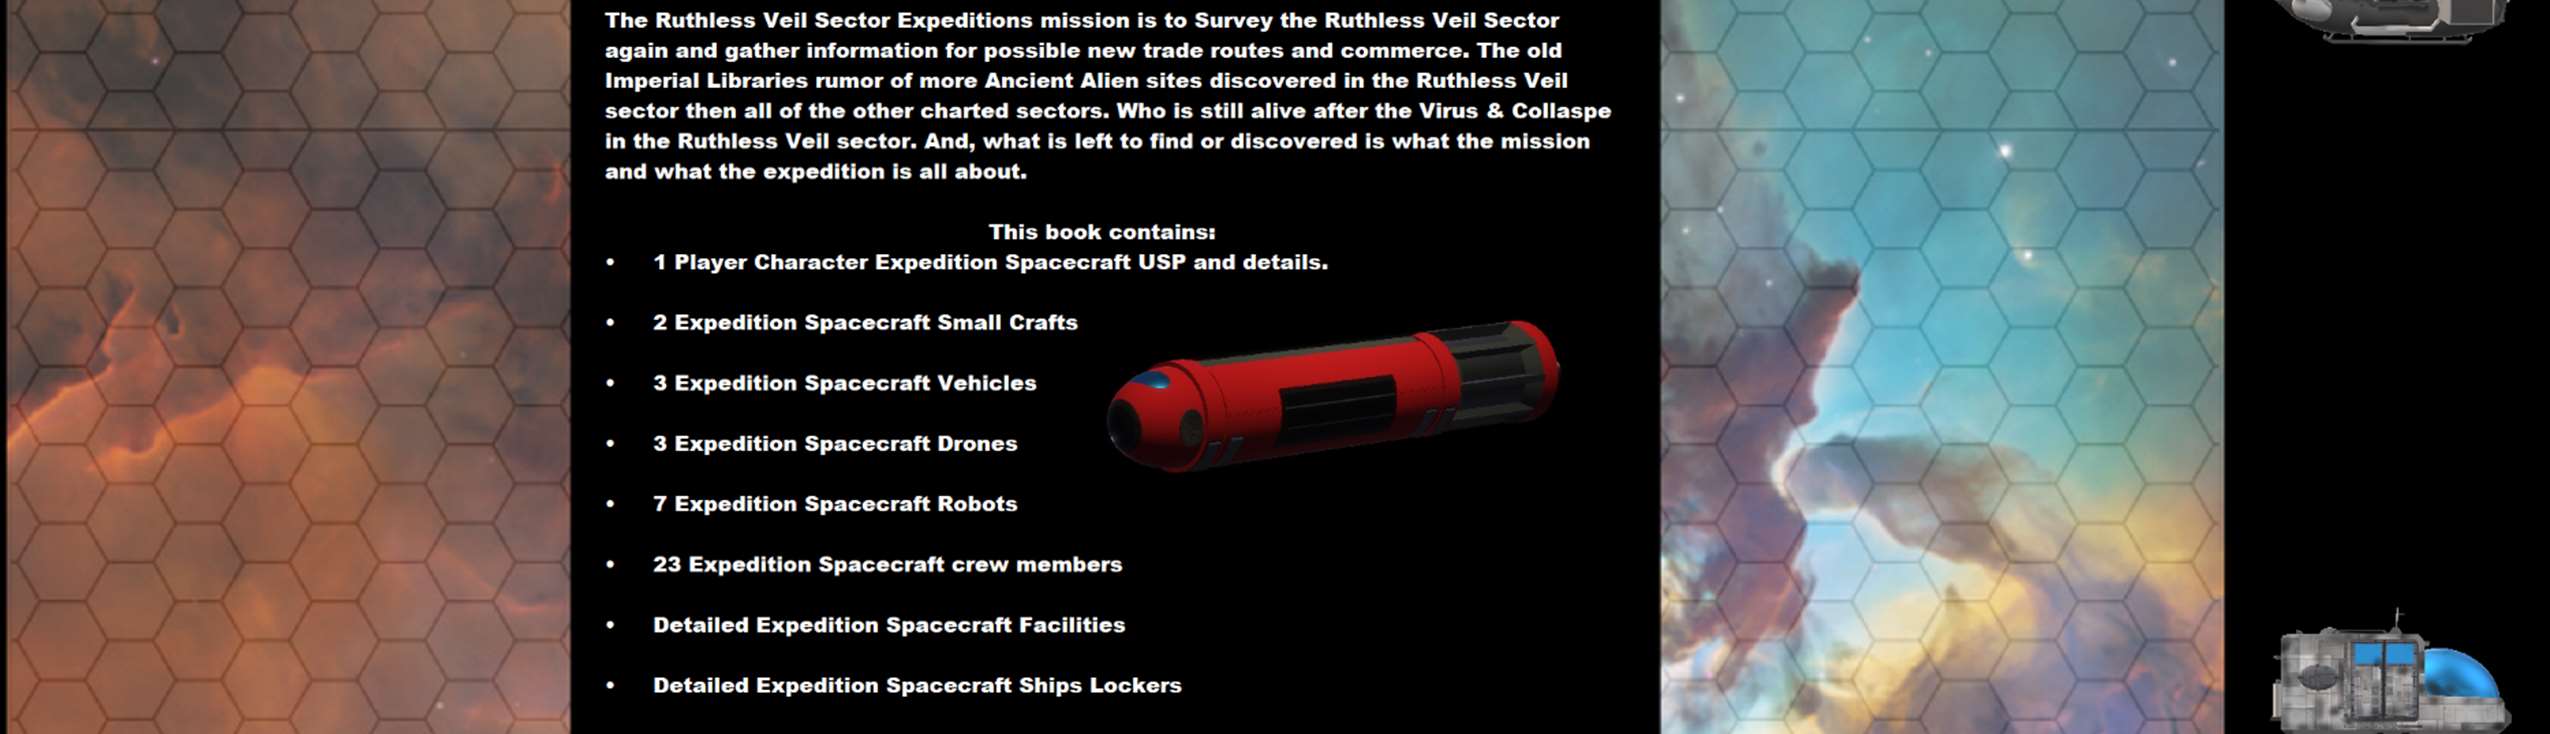 The Ruthless Veil Sector Expeditions mission is to Survey the Ruthless Veil Sector
again and gather information for possible new trade routes and commerce. The old
Imperial Libraries rumor of more Ancient Alien sites discovered in the Ruthless Veil
sector then all of the other charted sectors. Who is still alive after the Virus & Collaspe
in the Ruthless Veil sector. And, what is left to find or discovered is what the mission
and what the expedition is all about.
This book contains:
• 1 Player Character Expedition Spacecraft USP and details.
• 2 Expedition Spacecraft Small Crafts
• 3 Expedition Spacecraft Vehicles
• 3 Expedition Spacecraft Drones
• 7 Expedition Spacecraft Robots
• 23 Expedition Spacecraft crew members
• Detailed Expedition Spacecraft Facilities
• Detailed Expedition Spacecraft Ships Lockers